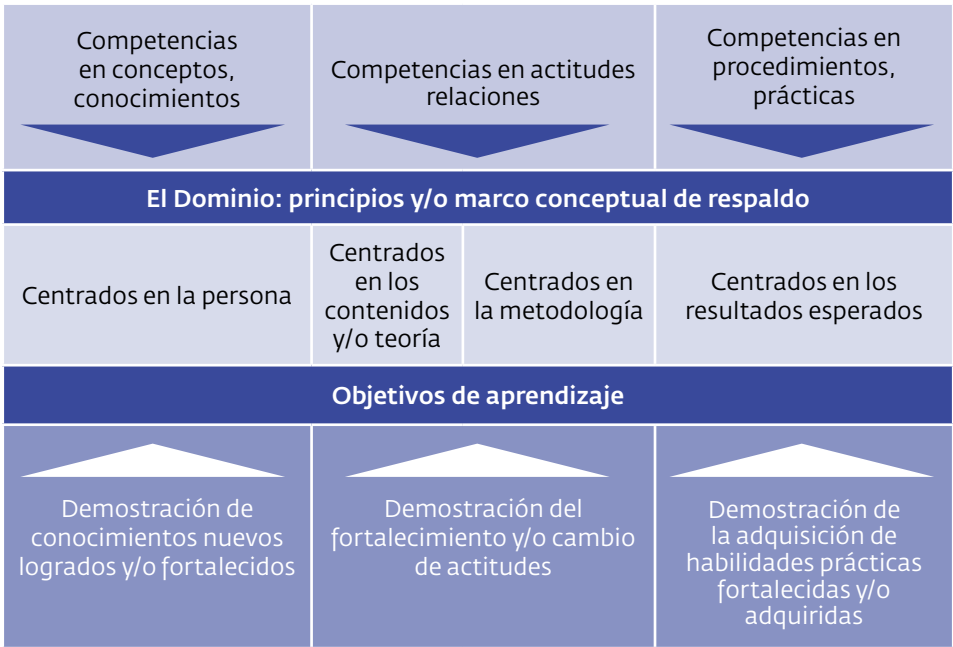 Competencias
en conceptos,
conocimientos
Competencias en actitudes
relaciones
Competencias en
procedimientos,
prácticas
El Dominio: principios y/o marco conceptual de respaldo
Centrados en la persona
Centrados
en los
contenidos
y/o teoría
Centrados en
la metodología
Centrados en los
resultados esperados
Objetivos de aprendizaje
Demostración de
conocimientos nuevos
logrados y/o fortalecidos
Demostración del
fortalecimiento y/o cambio
de actitudes
Demostración de
la adquisición de
habilidades prácticas
fortalecidas y/o
adquiridas